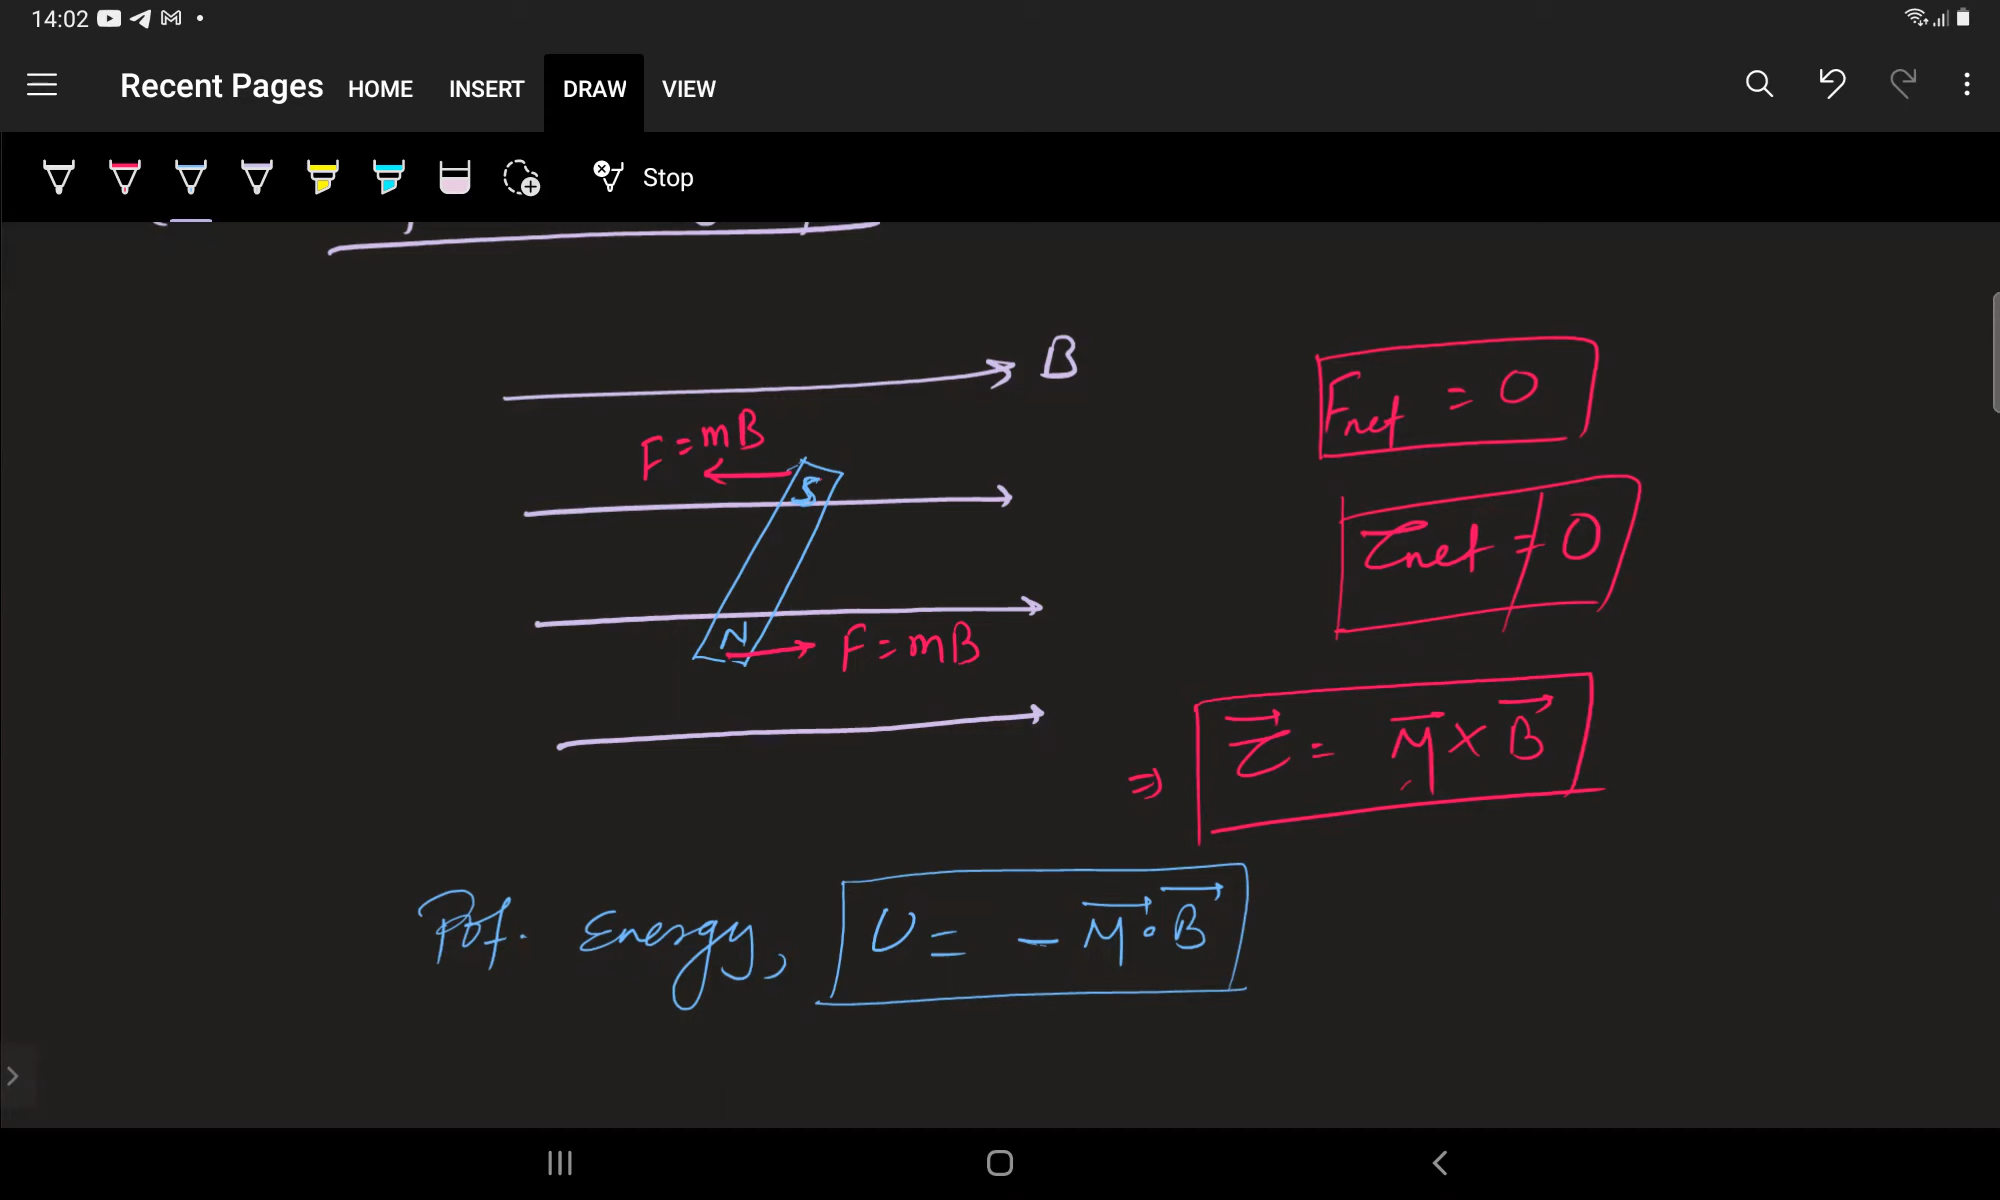 14:02
Recent Pages HOME INSERT DRAW VIEW
Stop
B
F = mB
S
N
F = mB
Fnet = 0
τnet ≠ 0
⇒ τ⃗ = M⃗ × B⃗
Pot. Energy, U = − M⃗ · B⃗